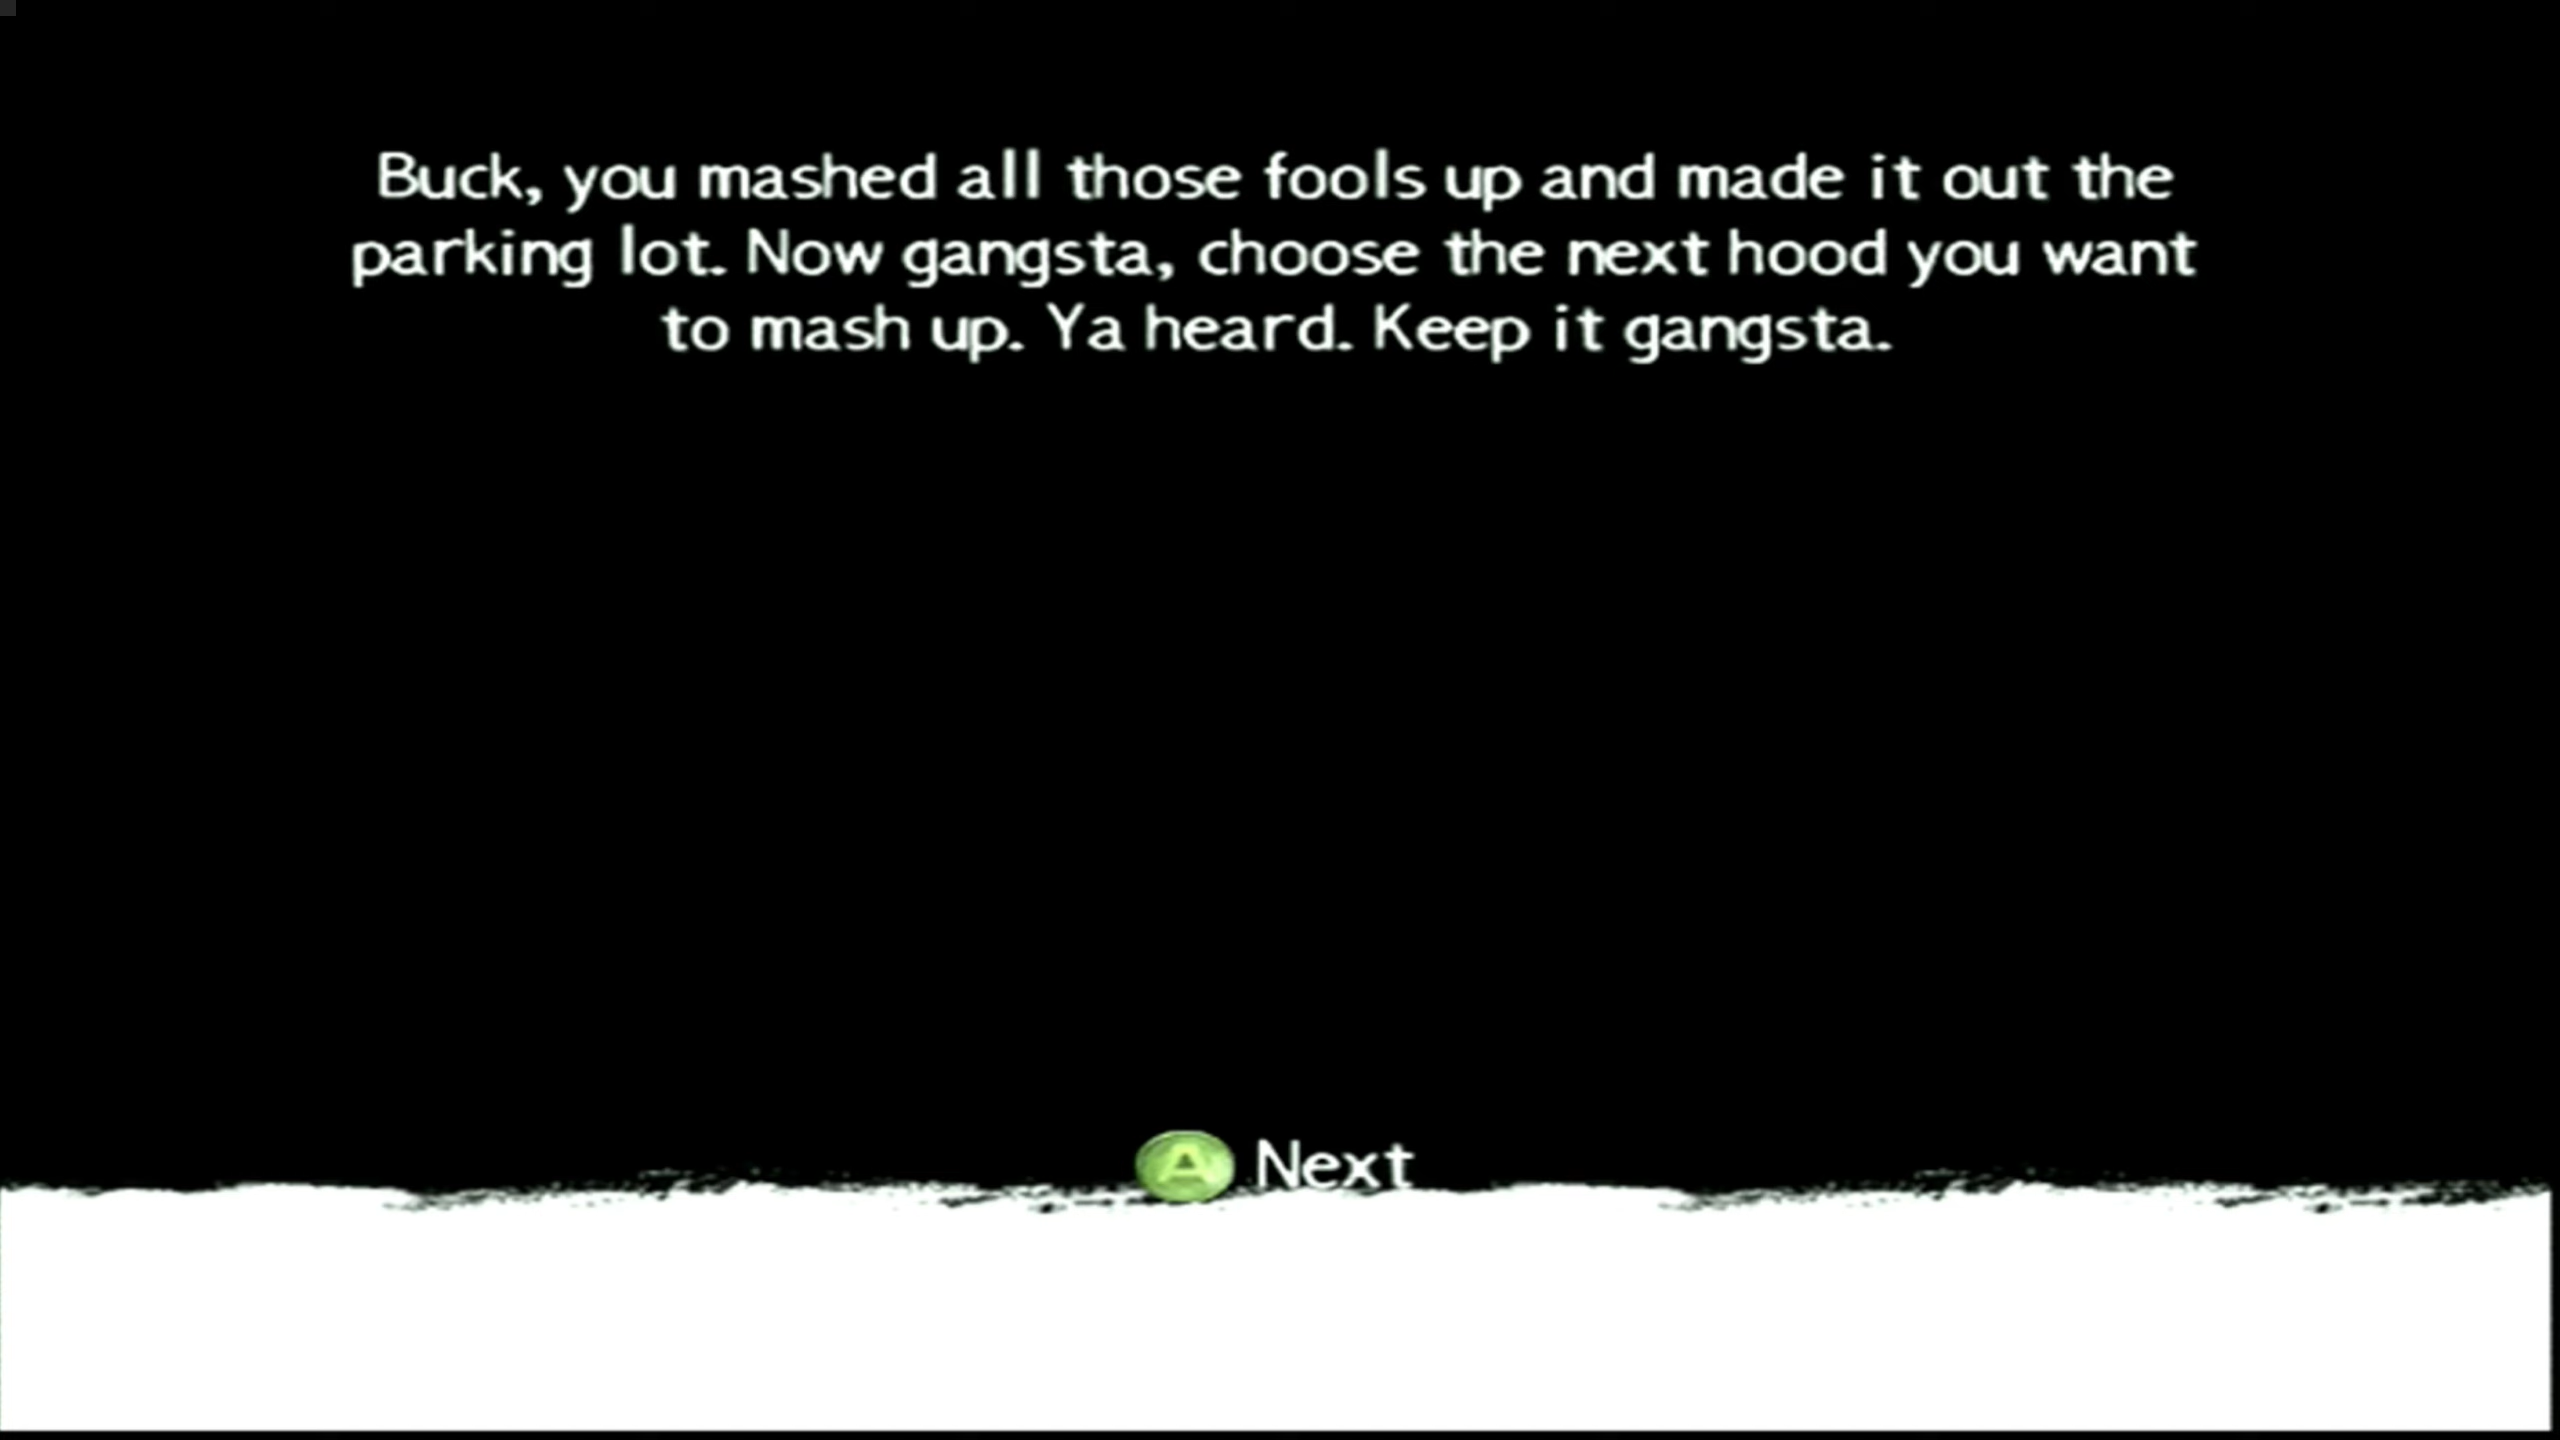 Buck, you mashed all those fools up and made it out the
parking lot. Now gangsta, choose the next hood you want
to mash up. Ya heard. Keep it gangsta.
A Next